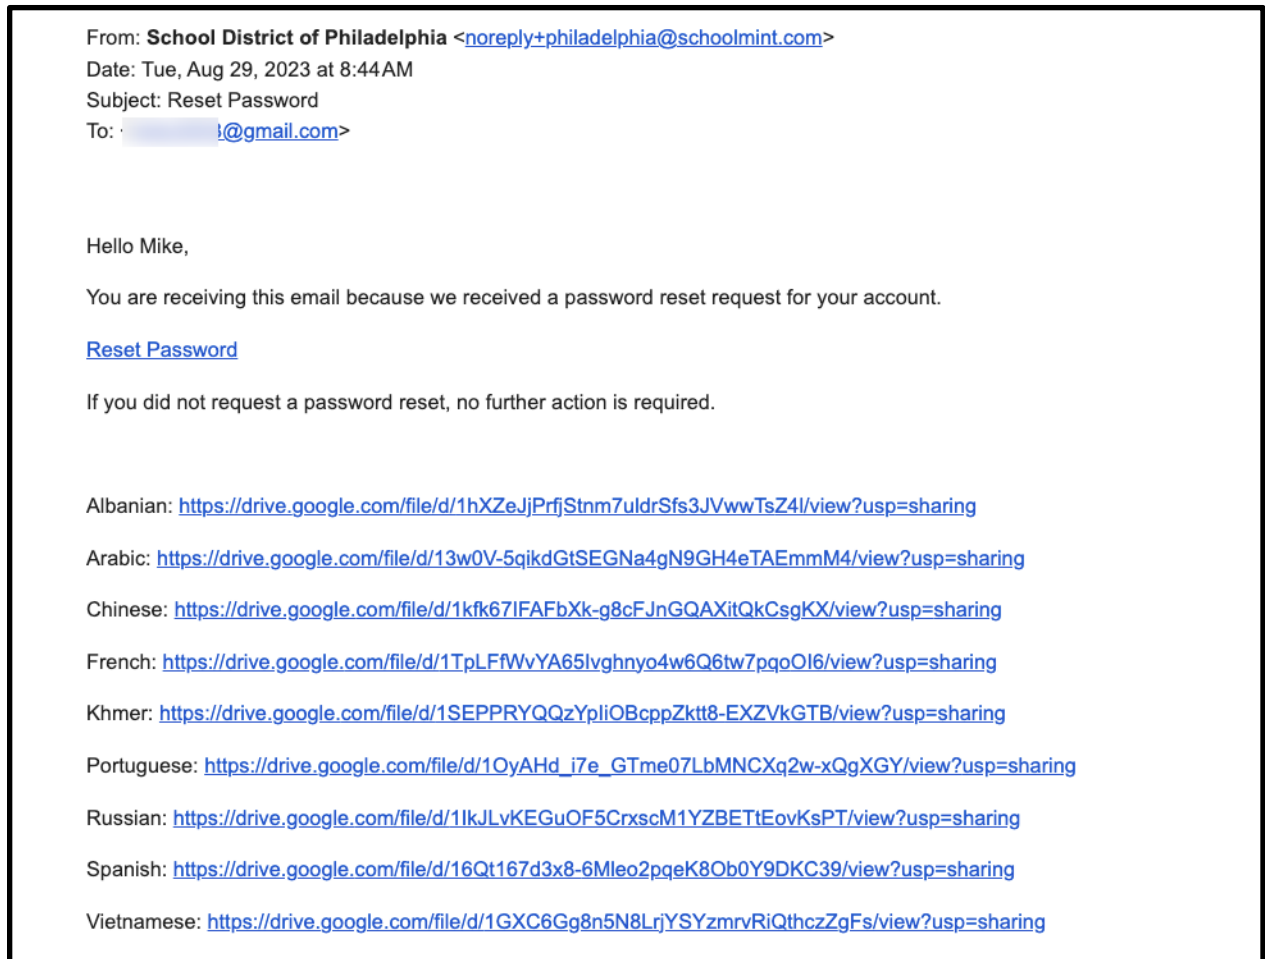 From: School District of Philadelphia <noreply+philadelphia@schoolmint.com>
Date: Tue, Aug 29, 2023 at 8:44AM
Subject: Reset Password
To: @gmail.com>
Hello Mike,
You are receiving this email because we received a password reset request for your account.
Reset Password
If you did not request a password reset, no further action is required.
Albanian: https://drive.google.com/file/d/1hXZeJjPrfjStnm7uldrSfs3JVwwTsZ4l/view?usp=sharing
Arabic: https://drive.google.com/file/d/13w0V-5qikdGtSEGNa4gN9GH4eTAEmmM4/view?usp=sharing
Chinese: https://drive.google.com/file/d/1kfk67IFAFbXk-g8cFJnGQAXitQkCsgKX/view?usp=sharing
French: https://drive.google.com/file/d/1TpLFfWvYA65Ivghnyo4w6Q6tw7pqoOI6/view?usp=sharing
Khmer: https://drive.google.com/file/d/1SEPPRYQQzYpIiOBcppZktt8-EXZVkGTB/view?usp=sharing
Portuguese: https://drive.google.com/file/d/1OyAHd_i7e_GTme07LbMNCXq2w-xQgXGY/view?usp=sharing
Russian: https://drive.google.com/file/d/1IkJLvKEGuOF5CrxscM1YZBETtEovKsPT/view?usp=sharing
Spanish: https://drive.google.com/file/d/16Qt167d3x8-6Mleo2pqeK8Ob0Y9DKC39/view?usp=sharing
Vietnamese: https://drive.google.com/file/d/1GXC6Gg8n5N8LrjYSYzmrvRiQthczZgFs/view?usp=sharing